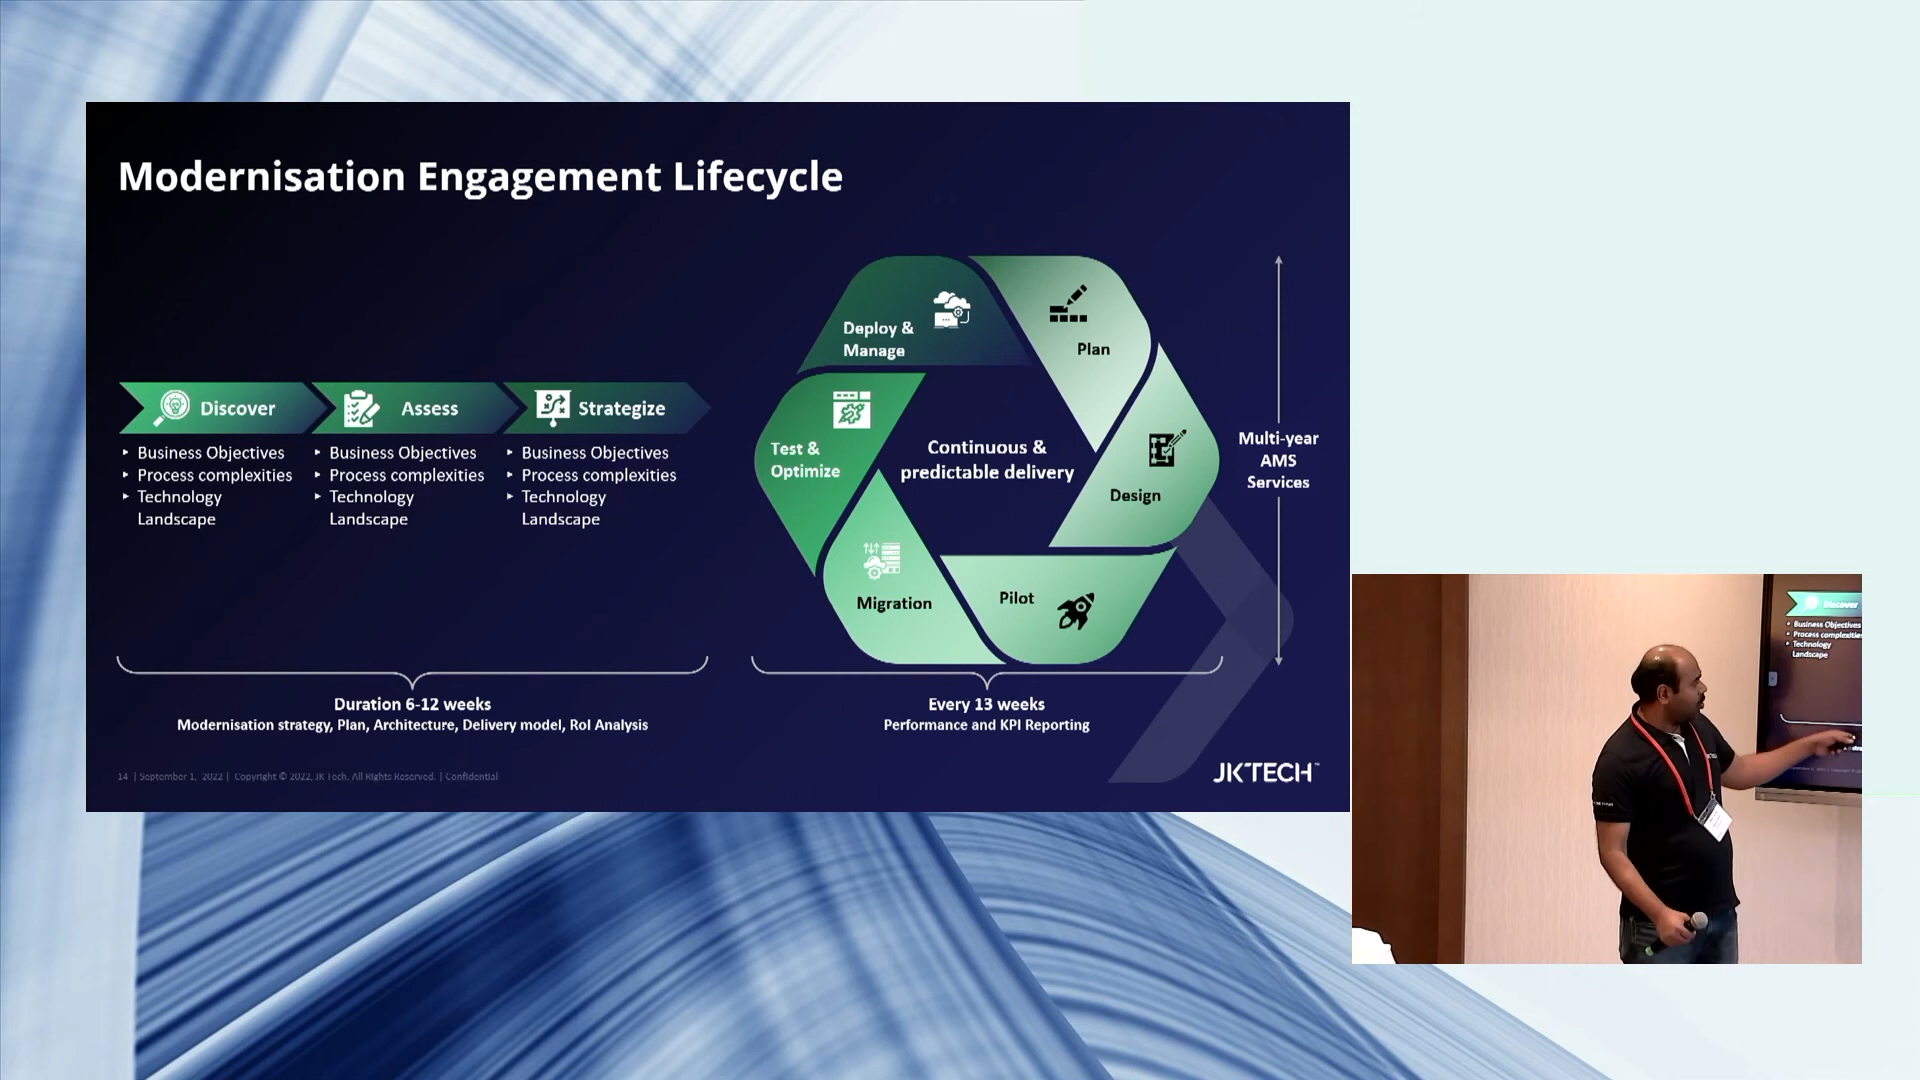 Modernisation Engagement Lifecycle
Discover
Business Objectives
Process complexities
Technology
Landscape
Assess
Business Objectives
Process complexities
Technology
Landscape
Strategize
Business Objectives
Process complexities
Technology
Landscape
Duration 6-12 weeks
Modernisation strategy, Plan, Architecture, Delivery model, RoI Analysis
Deploy &
Manage
Plan
Test &
Optimize
Continuous &
predictable delivery
Design
Migration
Pilot
Multi-year
AMS
Services
Every 13 weeks
Performance and KPI Reporting
14 | September 1, 2022 | Copyright © 2022, JK Tech. All Rights Reserved. | Confidential
JKTECH™
Discover
Business Objectives
Process complexities
Technology
Landscape